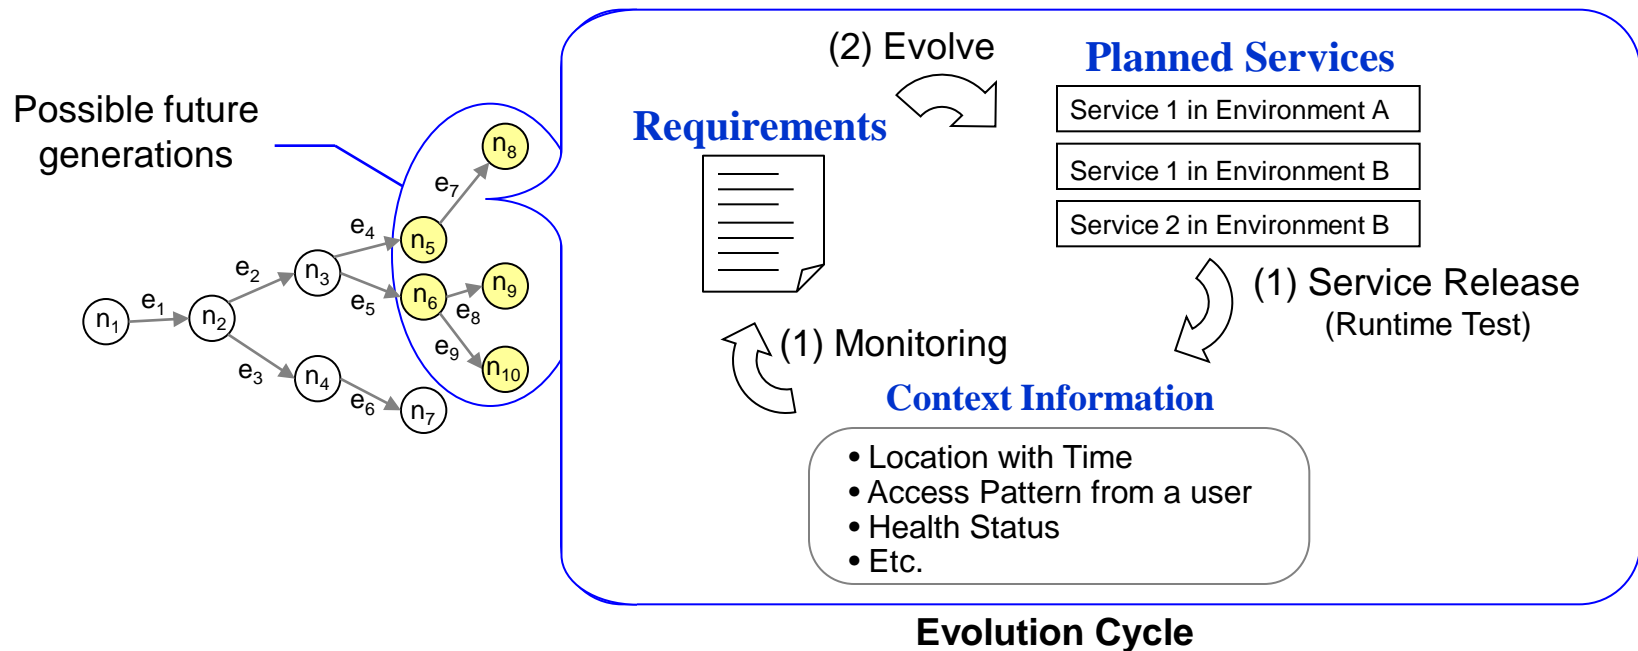 Possible future
generations
n8
e7
e4
n5
e2
n3
n9
e5
n6
e8
e1
n1
n2
e9
e3
n10
n4
e6
n7
(2) Evolve
Planned Services
Requirements
Service 1 in Environment A
Service 1 in Environment B
Service 2 in Environment B
(1) Service Release
(Runtime Test)
(1) Monitoring
Context Information
• Location with Time
• Access Pattern from a user
• Health Status
• Etc.
Evolution Cycle